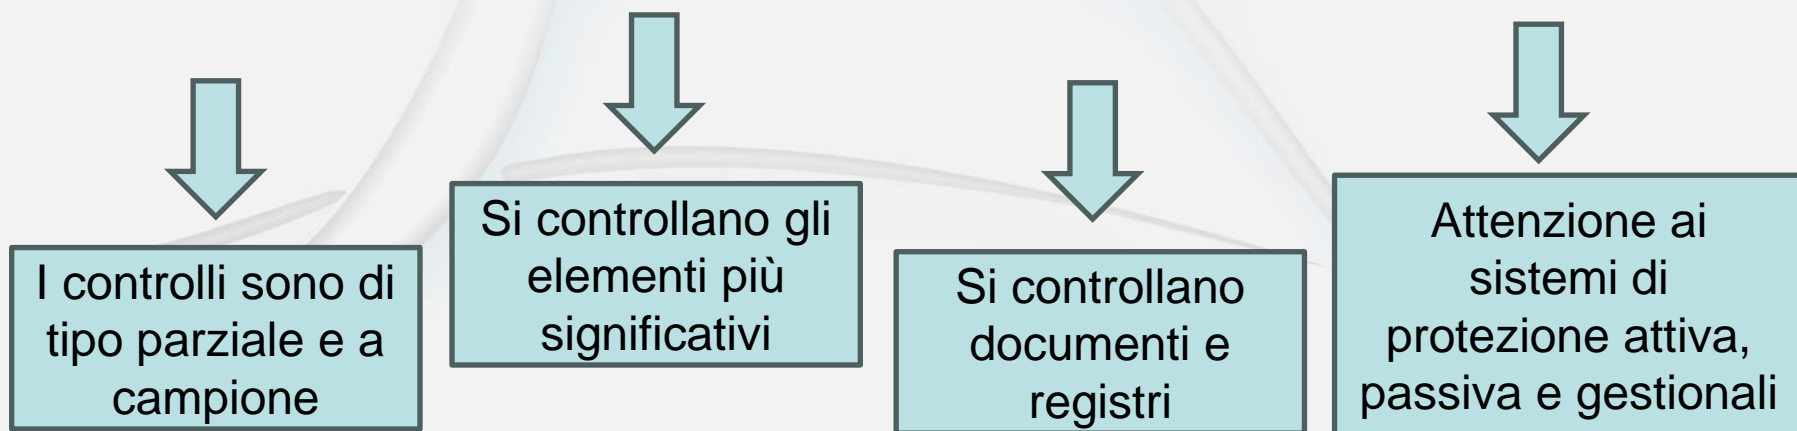 I controlli sono di
tipo parziale e a
campione
Si controllano gli
elementi più
significativi
Si controllano
documenti e
registri
Attenzione ai
sistemi di
protezione attiva,
passiva e gestionali